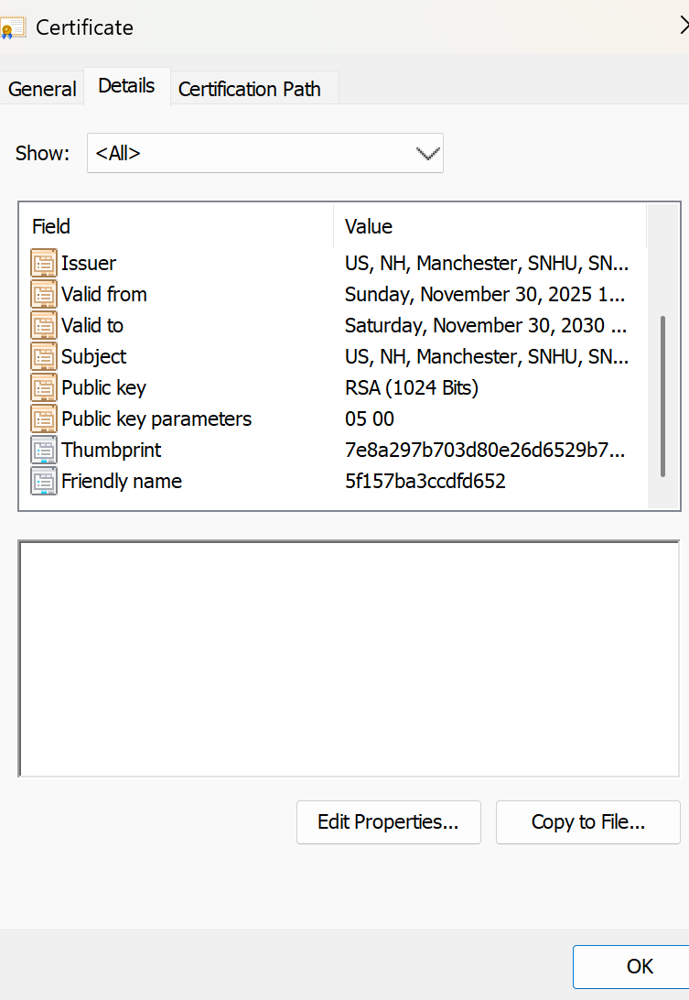 Certificate
General Details Certification Path
Show: <All>
Field Value
Issuer US, NH, Manchester, SNHU, SN...
Valid from Sunday, November 30, 2025 1...
Valid to Saturday, November 30, 2030 ...
Subject US, NH, Manchester, SNHU, SN...
Public key RSA (1024 Bits)
Public key parameters 05 00
Thumbprint 7e8a297b703d80e26d6529b7...
Friendly name 5f157ba3ccdfd652
Edit Properties... Copy to File...
OK